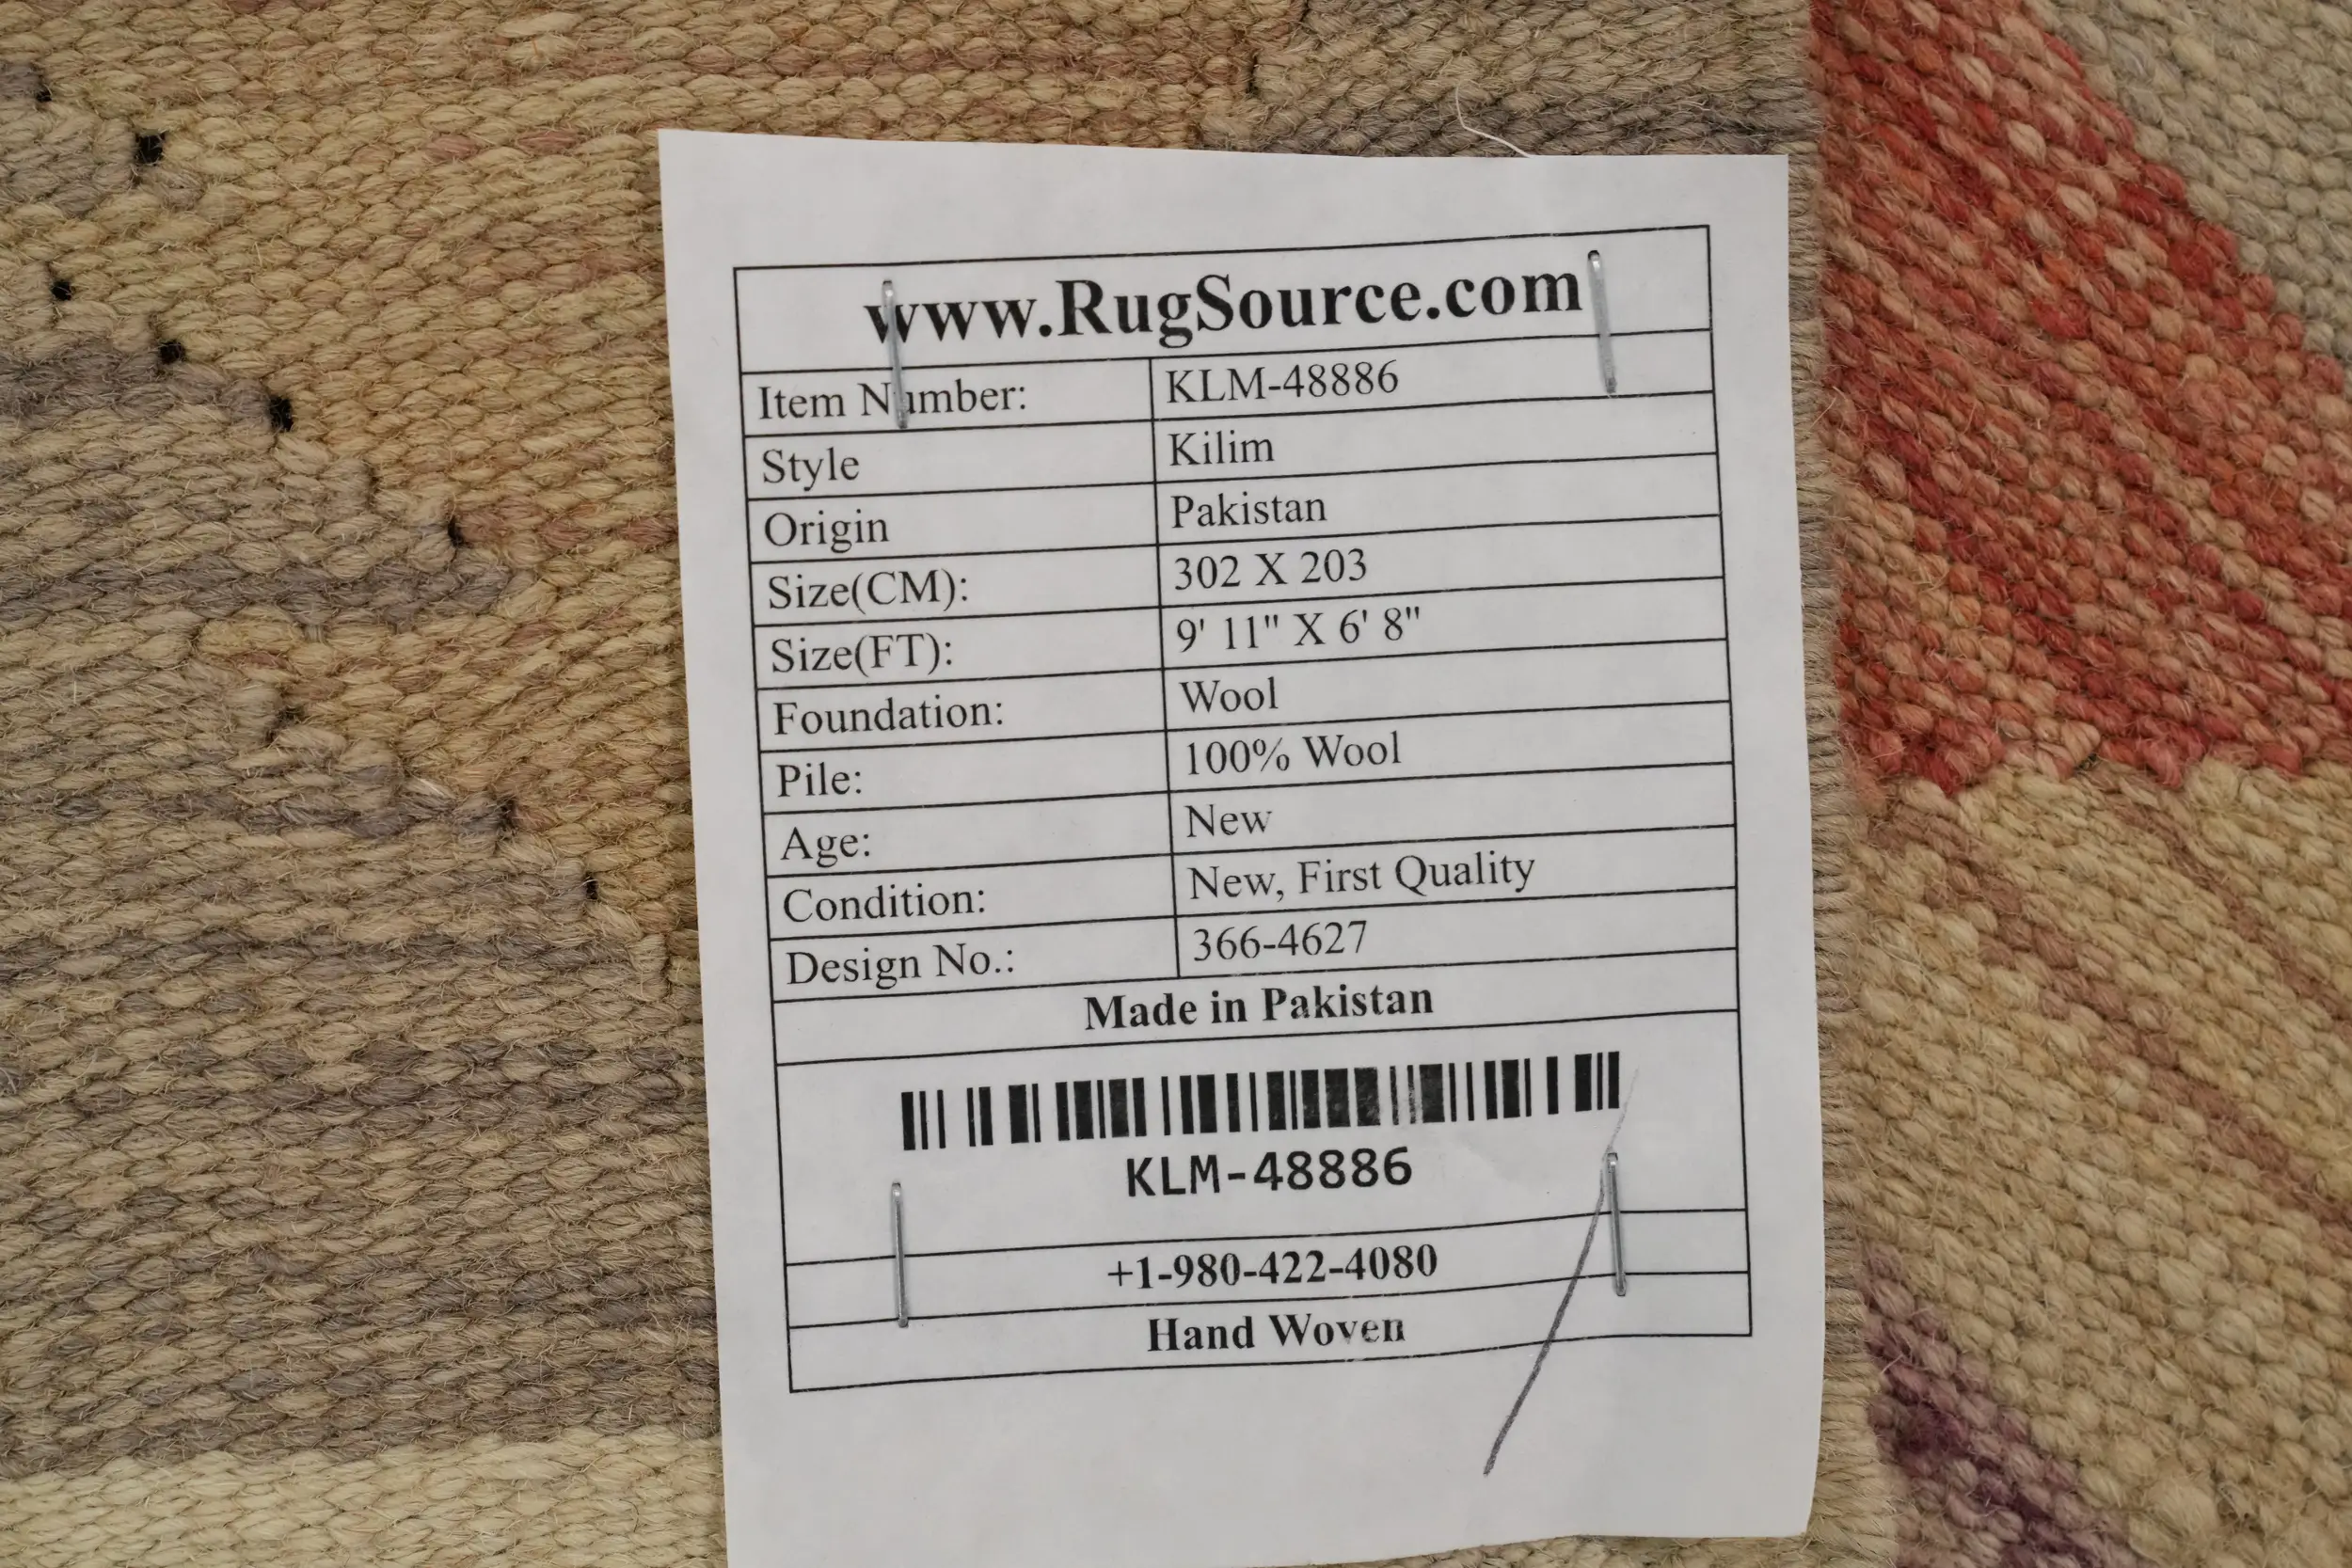 www.RugSource.com
Item Number: KLM-48886
Style Kilim
Origin Pakistan
Size(CM): 302 X 203
Size(FT): 9' 11" X 6' 8"
Foundation: Wool
Pile: 100% Wool
Age: New
Condition: New, First Quality
Design No.: 366-4627
Made in Pakistan
KLM-48886
+1-980-422-4080
Hand Woven